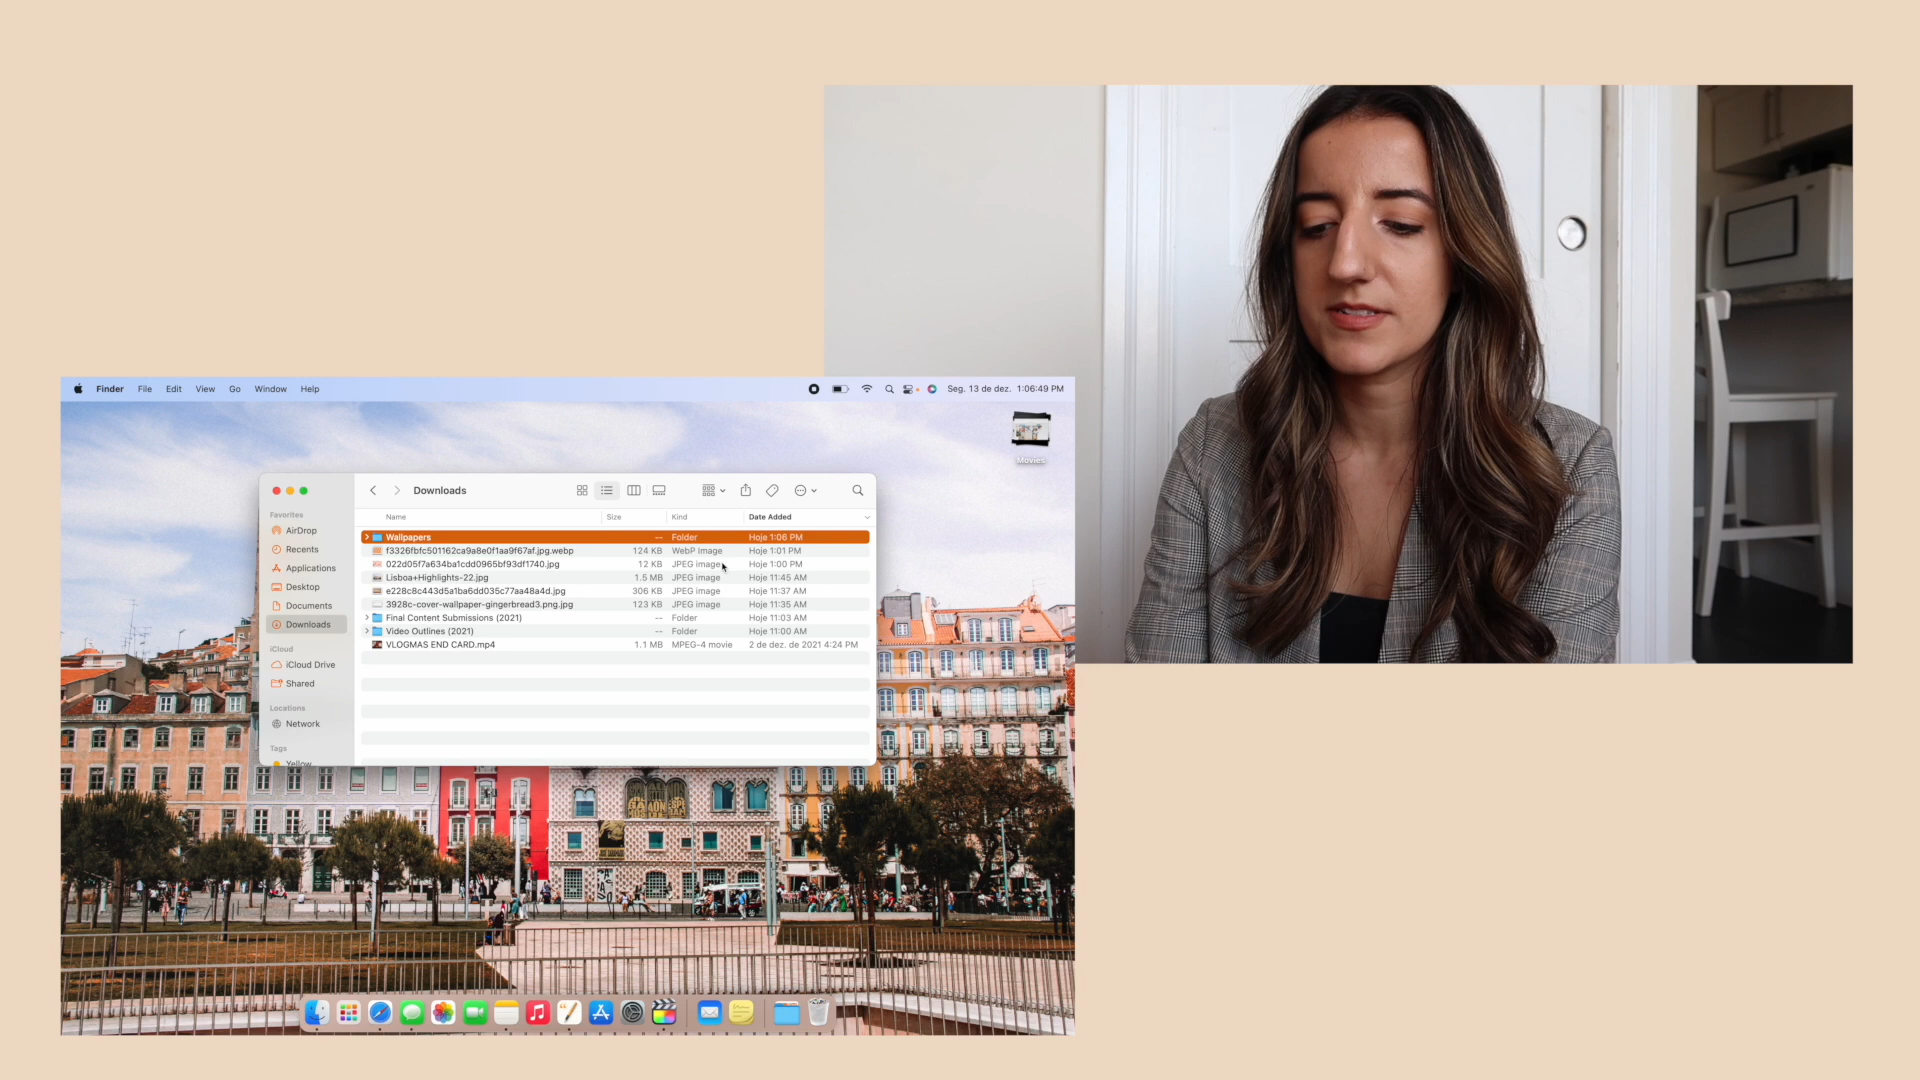 Finder File Edit View Go Window Help Seg. 13 de dez. 1:06:49 PM
Movies
Downloads
Favorites
AirDrop
Recents
Applications
Desktop
Documents
Downloads
iCloud
iCloud Drive
Shared
Locations
Network
Tags
Yellow
Name Size Kind Date Added
Wallpapers -- Folder Hoje 1:06 PM
f3326fbfc501162ca9a8e0f1aa9f67af.jpg.webp 124 KB WebP image Hoje 1:01 PM
022d05f7a634ba1cdd0965bf93df1740.jpg 12 KB JPEG image Hoje 1:00 PM
Lisboa+Highlights-22.jpg 1.5 MB JPEG image Hoje 11:45 AM
e228c8c443d5a1ba6dd035c77aa48a4d.jpg 306 KB JPEG image Hoje 11:37 AM
3928c-cover-wallpaper-gingerbread3.png.jpg 123 KB JPEG image Hoje 11:35 AM
Final Content Submissions (2021) -- Folder Hoje 11:03 AM
Video Outlines (2021) -- Folder Hoje 11:00 AM
VLOGMAS END CARD.mp4 1.1 MB MPEG-4 movie 2 de dez. de 2021 4:24 PM